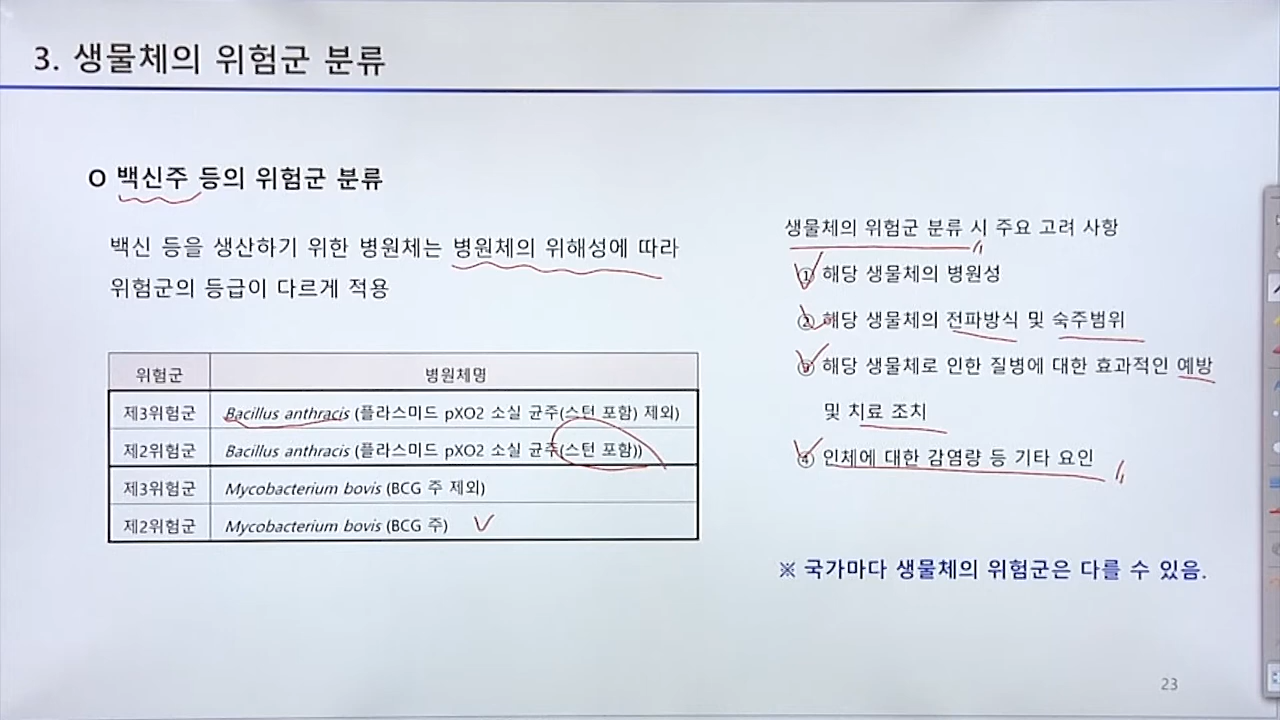 3. 생물체의 위험군 분류
O 백신주 등의 위험군 분류
백신 등을 생산하기 위한 병원체는 병원체의 위해성에 따라
위험군의 등급이 다르게 적용
위험군 병원체명
제3위험군 Bacillus anthracis (플라스미드 pXO2 소실 균주(스턴 포함) 제외)
제2위험군 Bacillus anthracis (플라스미드 pXO2 소실 균주(스턴 포함))
제3위험군 Mycobacterium bovis (BCG 주 제외)
제2위험군 Mycobacterium bovis (BCG 주)
생물체의 위험군 분류 시 주요 고려 사항
① 해당 생물체의 병원성
② 해당 생물체의 전파방식 및 숙주범위
③ 해당 생물체로 인한 질병에 대한 효과적인 예방
및 치료 조치
④ 인체에 대한 감염량 등 기타 요인
※ 국가마다 생물체의 위험군은 다를 수 있음.
23